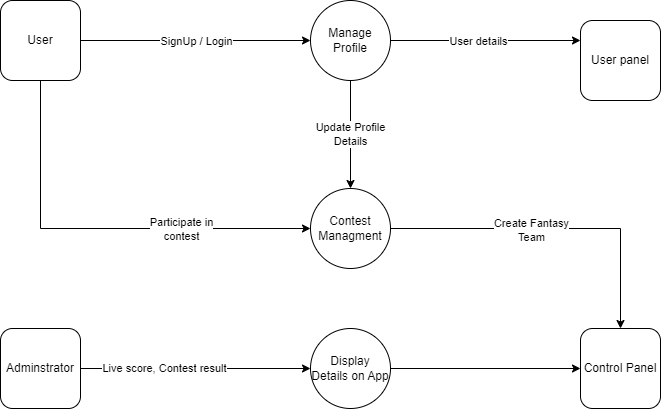 User
SignUp / Login
Manage
Profile
User details
User panel
Update Profile
Details
Participate in
contest
Contest
Managment
Create Fantasy
Team
Adminstrator
Live score, Contest result
Display
Details on App
Control Panel